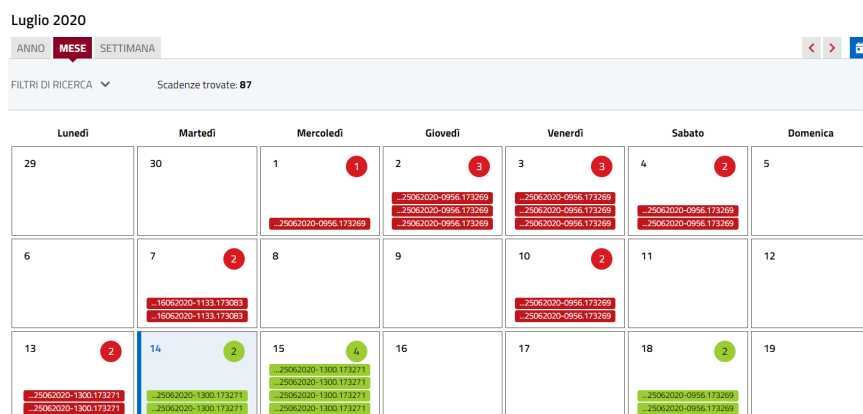 Luglio 2020
ANNO MESE SETTIMANA
FILTRI DI RICERCA Scadenze trovate: 87
Lunedì Martedì Mercoledì Giovedì Venerdì Sabato Domenica
29 30 1 1 2 3 3 3 4 2 5
...25062020-0956.173269 ...25062020-0956.173269
...25062020-0956.173269 ...25062020-0956.173269 ...25062020-0956.173269
...25062020-0956.173269 ...25062020-0956.173269 ...25062020-0956.173269 ...25062020-0956.173269
6 7 2 8 9 10 2 11 12
...16062020-1133.173083 ...25062020-0956.173269
...16062020-1133.173083 ...25062020-0956.173269
13 2 14 2 15 4 16 17 18 2 19
...25062020-1300.173271
...25062020-1300.173271
...25062020-1300.173271 ...25062020-1300.173271 ...25062020-1300.173271 ...25062020-0956.173269
...25062020-1300.173271 ...25062020-1300.173271 ...25062020-1300.173271 ...25062020-0956.173269